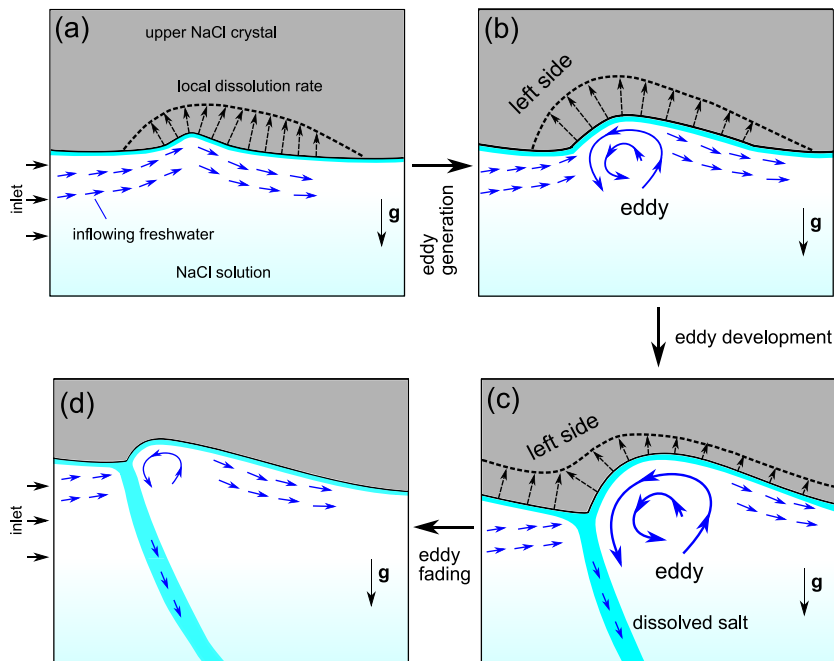 (a)
upper NaCl crystal
local dissolution rate
inlet
inflowing freshwater
g
NaCl solution
eddy
generation
(b)
left side
eddy
g
eddy development
(c)
left side
eddy
g
dissolved salt
eddy
fading
(d)
inlet
g